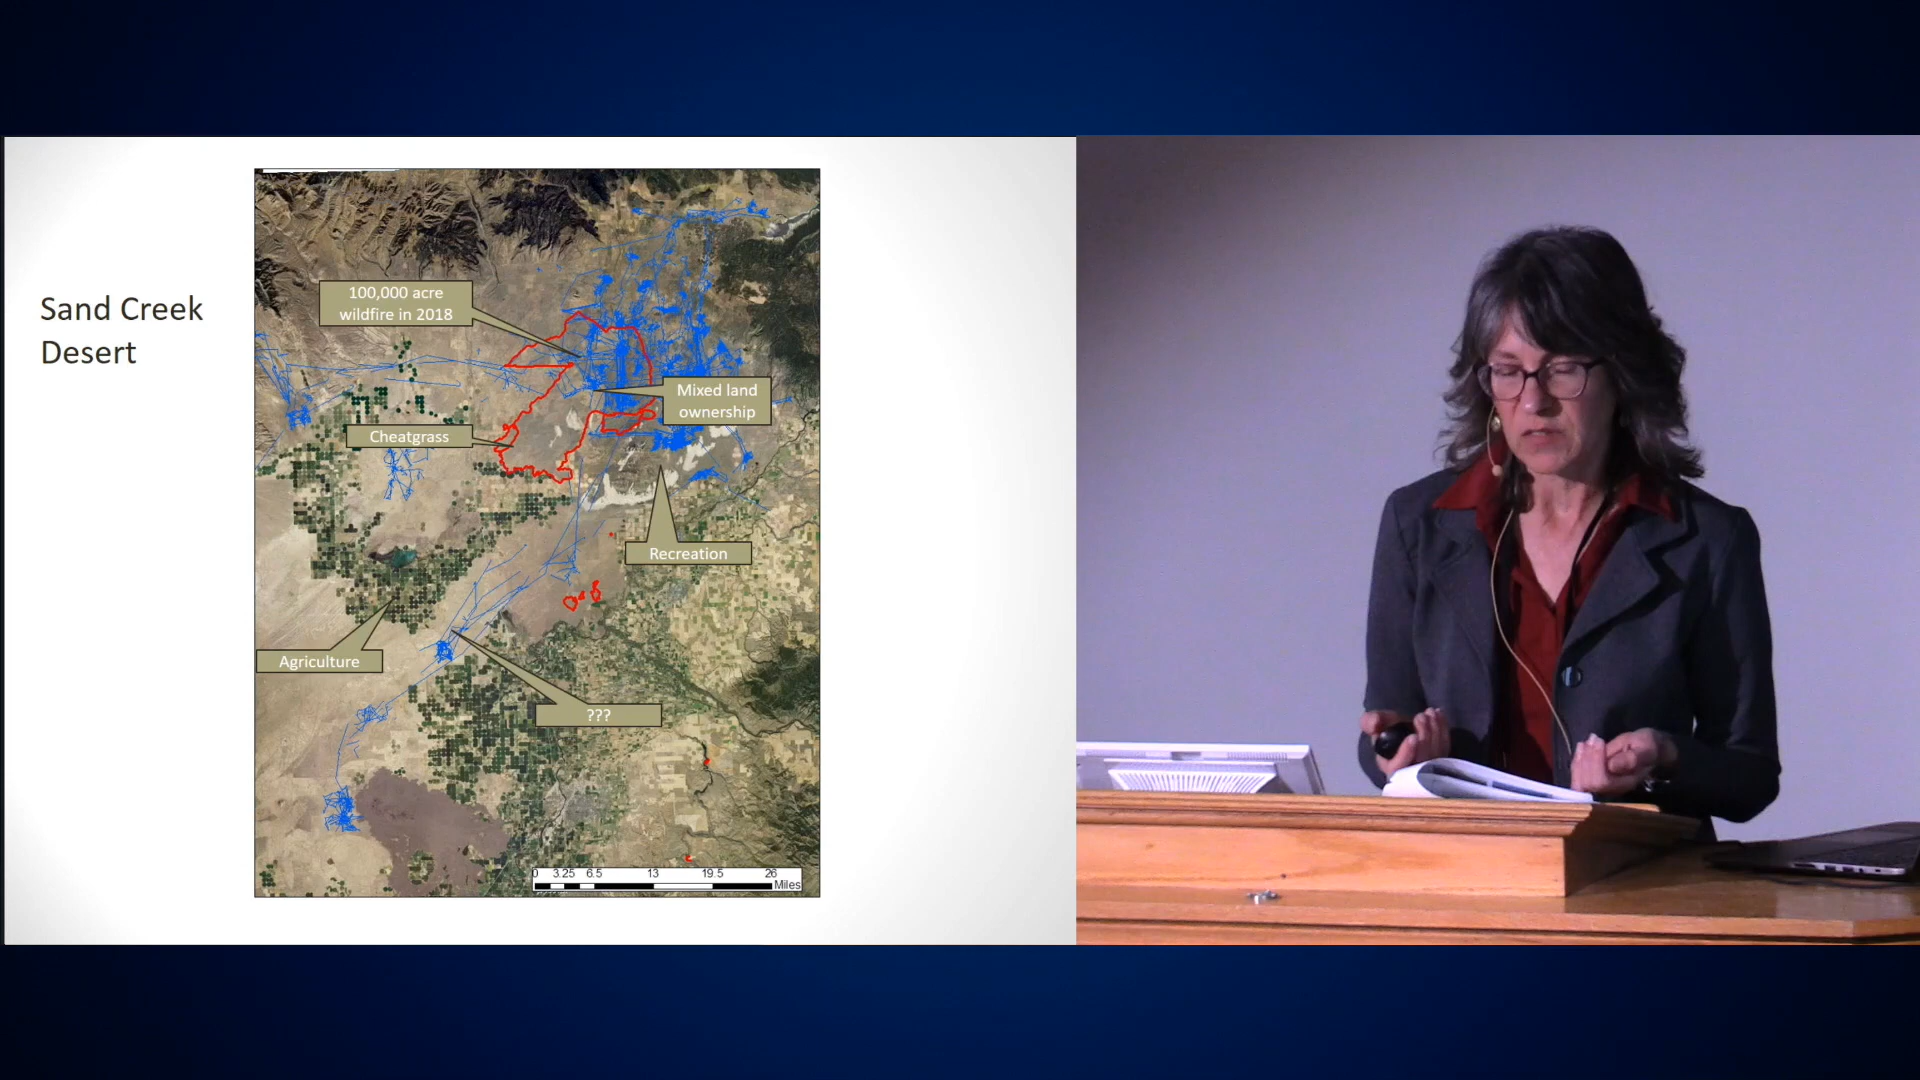 Sand Creek
Desert
100,000 acre
wildfire in 2018
Mixed land
ownership
Cheatgrass
Recreation
Agriculture
???
0 3.25 6.5 13 19.5 26
Miles